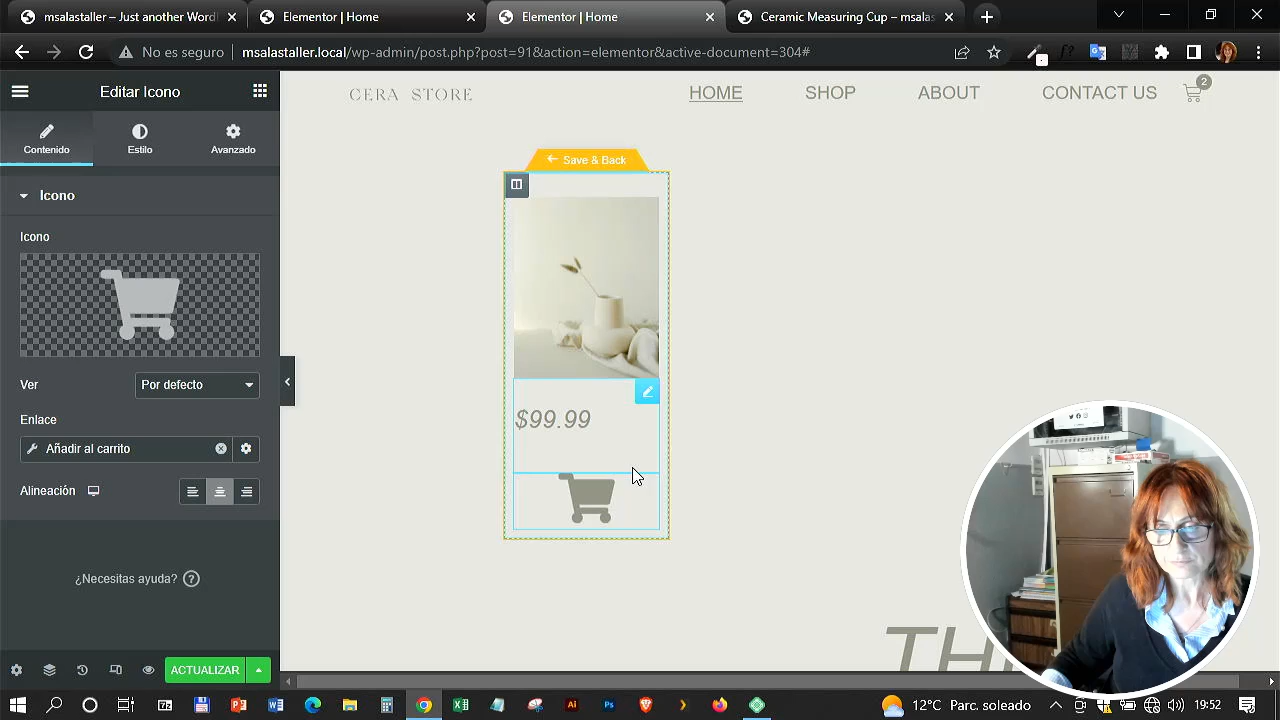 msalastaller – Just another Word
Elementor | Home
Elementor | Home
Ceramic Measuring Cup – msalas
No es seguro
msalastaller.local/wp-admin/post.php?post=91&action=elementor&active-document=304#
Editar Icono
Contenido
Estilo
Avanzado
Icono
Icono
Ver
Por defecto
Enlace
Añadir al carrito
Alineación
¿Necesitas ayuda?
ACTUALIZAR
CERA STORE
HOME
SHOP
ABOUT
CONTACT US
2
Save & Back
$99.99
12°C Parc. soleado
19:52